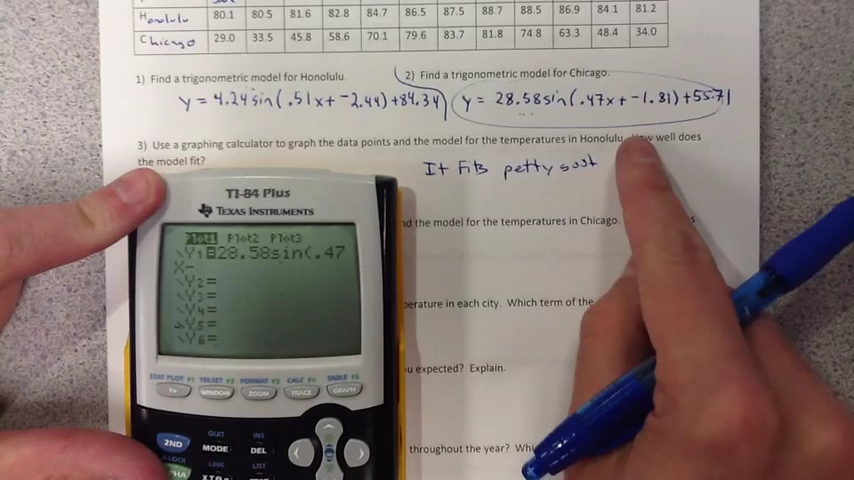 Honolulu 80.1 80.5 81.6 82.8 84.7 86.5 87.5 88.7 88.5 86.9 84.1 81.2
Chicago 29.0 33.5 45.8 58.6 70.1 79.6 83.7 81.8 74.8 63.3 48.4 34.0
1) Find a trigonometric model for Honolulu.
2) Find a trigonometric model for Chicago.
y = 4.24sin(.51x+-2.44)+84.34
y = 28.58sin(.47x+-1.81)+55.71
3) Use a graphing calculator to graph the data points and the model for the temperatures in Honolulu. How well does
the model fit?
It fits petty
nd the model for the temperatures in Chicago.
perature in each city. Which term of the
u expected? Explain.
throughout the year?
TI-84 Plus
TEXAS INSTRUMENTS
Plot1 Plot2 Plot3
\Y1=28.58sin(.47
X-
\Y2=
\Y3=
\Y4=
\Y5=
\Y6=
STAT PLOT F1 TBLSET F2 FORMAT F3 CALC F4 TABLE F5
Y= WINDOW ZOOM TRACE GRAPH
QUIT INS
2ND MODE DEL
A-LOCK LINK LIST
ALPHA